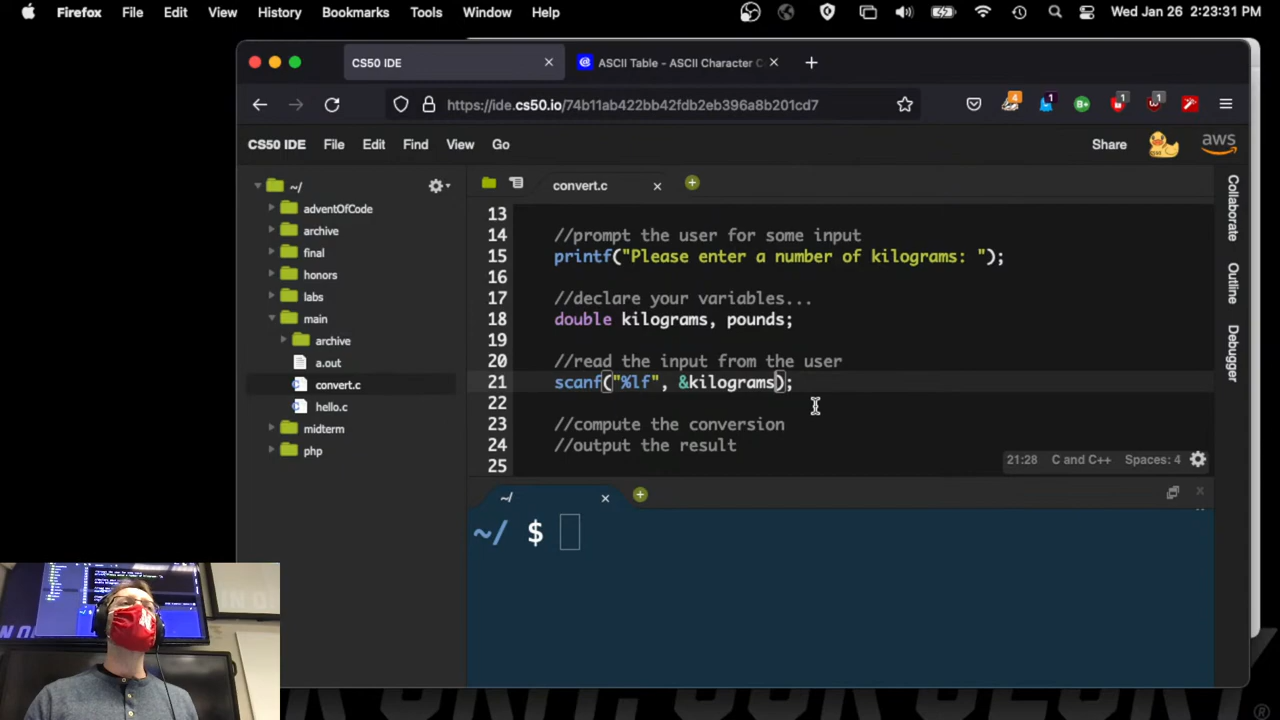 Firefox File Edit View History Bookmarks Tools Window Help Wed Jan 26 2:23:31 PM
CS50 IDE
ASCII Table - ASCII Character C
https://ide.cs50.io/74b11ab422bb42fdb2eb396a8b201cd7
4 1 B+ 1 1
CS50 IDE File Edit Find View Go Share aws
~/
adventOfCode
archive
final
honors
labs
main
archive
a.out
convert.c
hello.c
midterm
php
convert.c
13
14 //prompt the user for some input
15 printf("Please enter a number of kilograms: ");
16
17 //declare your variables...
18 double kilograms, pounds;
19
20 //read the input from the user
21 scanf("%lf", &kilograms);
22
23 //compute the conversion
24 //output the result
25
21:28 C and C++ Spaces: 4
Collaborate
Outline
Debugger
~/
~/ $